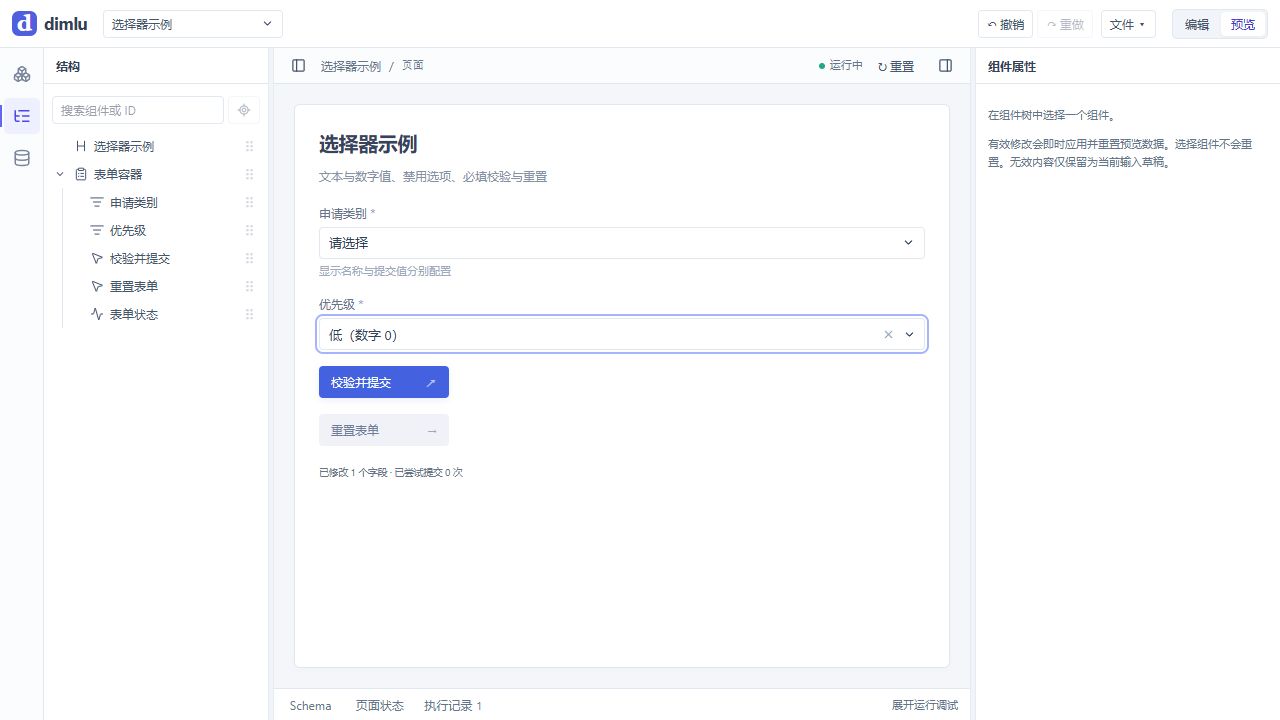 d dimlu
选择器示例
撤销
重做
文件
编辑
预览
结构
搜索组件或 ID
选择器示例
表单容器
申请类别
优先级
校验并提交
重置表单
表单状态
选择器示例 / 页面
运行中
重置
选择器示例
文本与数字值、禁用选项、必填校验与重置
申请类别 *
请选择
显示名称与提交值分别配置
优先级 *
低（数字 0）
校验并提交
重置表单
已修改 1 个字段 · 已尝试提交 0 次
Schema
页面状态
执行记录 1
展开运行调试
组件属性
在组件树中选择一个组件。
有效修改会即时应用并重置预览数据。选择组件不会重
置。无效内容仅保留为当前输入草稿。